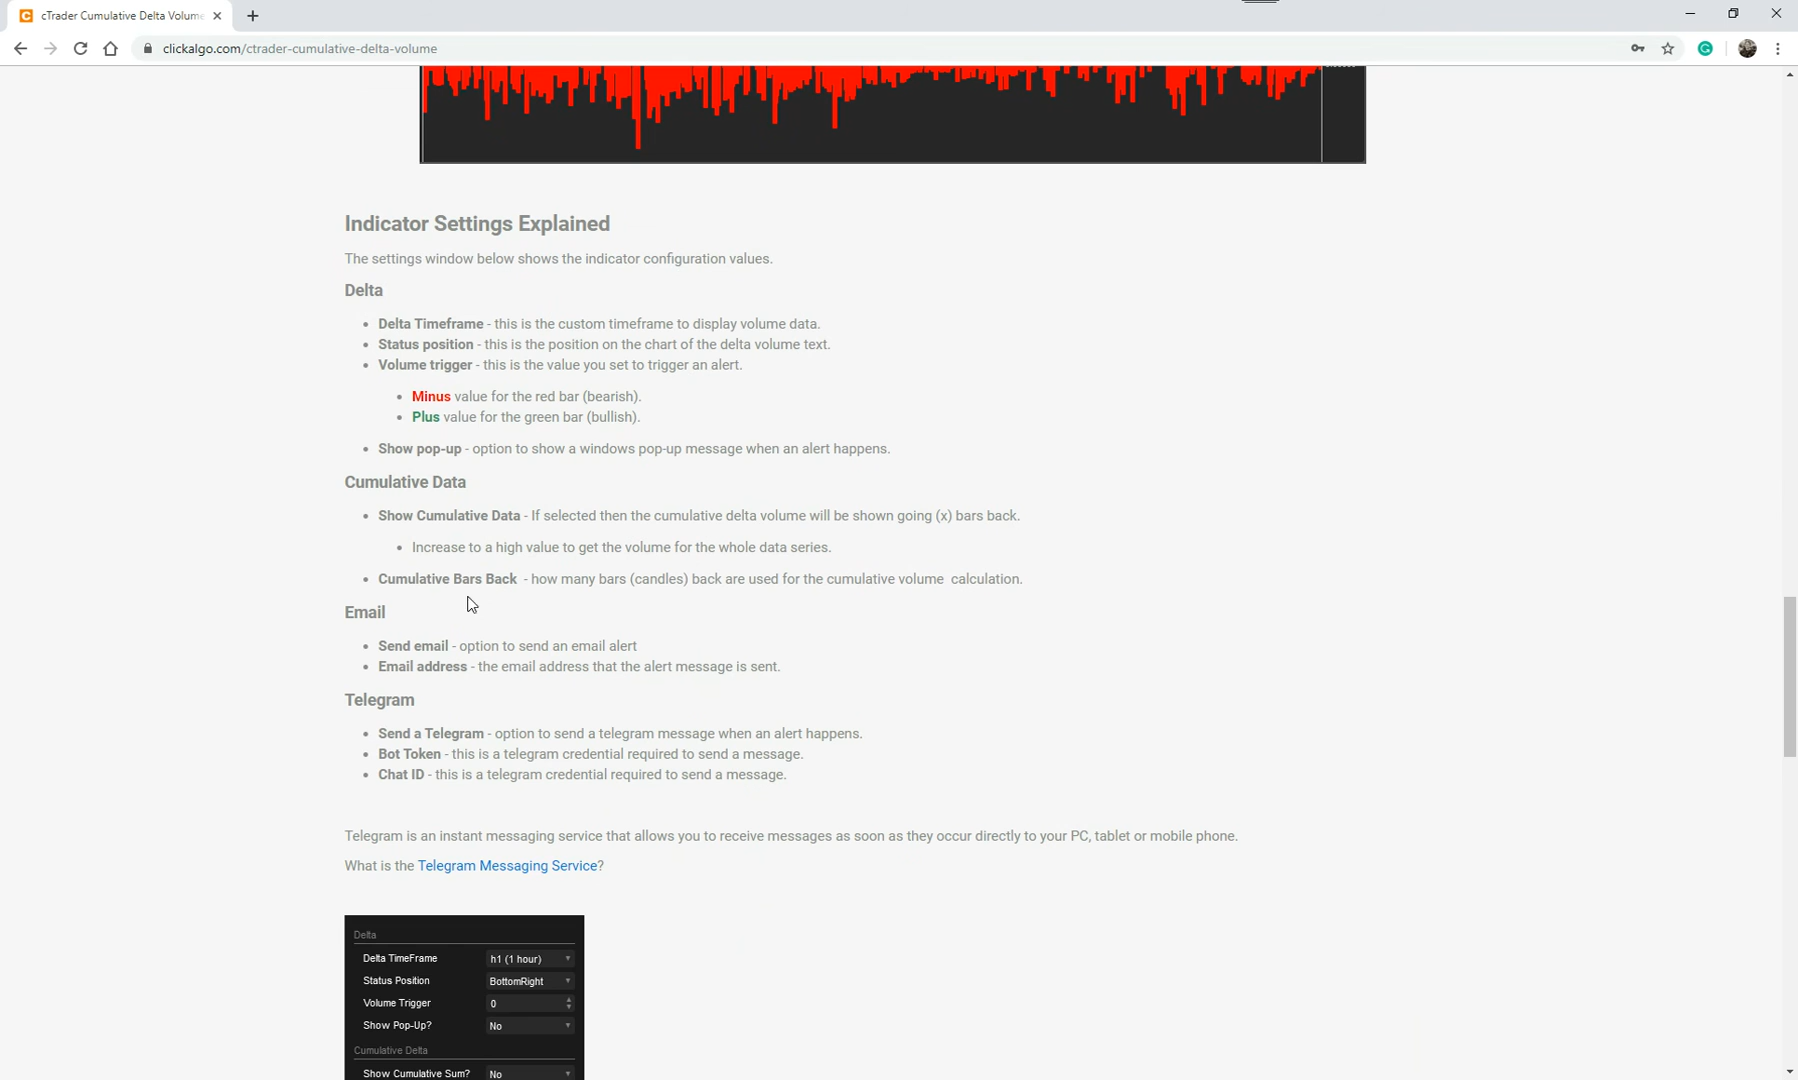 cTrader Cumulative Delta Volume
clickalgo.com/ctrader-cumulative-delta-volume
Indicator Settings Explained
The settings window below shows the indicator configuration values.
Delta
Delta Timeframe - this is the custom timeframe to display volume data.
Status position - this is the position on the chart of the delta volume text.
Volume trigger - this is the value you set to trigger an alert.
Minus value for the red bar (bearish).
Plus value for the green bar (bullish).
Show pop-up - option to show a windows pop-up message when an alert happens.
Cumulative Data
Show Cumulative Data - If selected then the cumulative delta volume will be shown going (x) bars back.
Increase to a high value to get the volume for the whole data series.
Cumulative Bars Back - how many bars (candles) back are used for the cumulative volume calculation.
Email
Send email - option to send an email alert
Email address - the email address that the alert message is sent.
Telegram
Send a Telegram - option to send a telegram message when an alert happens.
Bot Token - this is a telegram credential required to send a message.
Chat ID - this is a telegram credential required to send a message.
Telegram is an instant messaging service that allows you to receive messages as soon as they occur directly to your PC, tablet or mobile phone.
What is the Telegram Messaging Service?
Delta
Delta TimeFrame h1 (1 hour)
Status Position BottomRight
Volume Trigger 0
Show Pop-Up? No
Cumulative Delta
Show Cumulative Sum? No